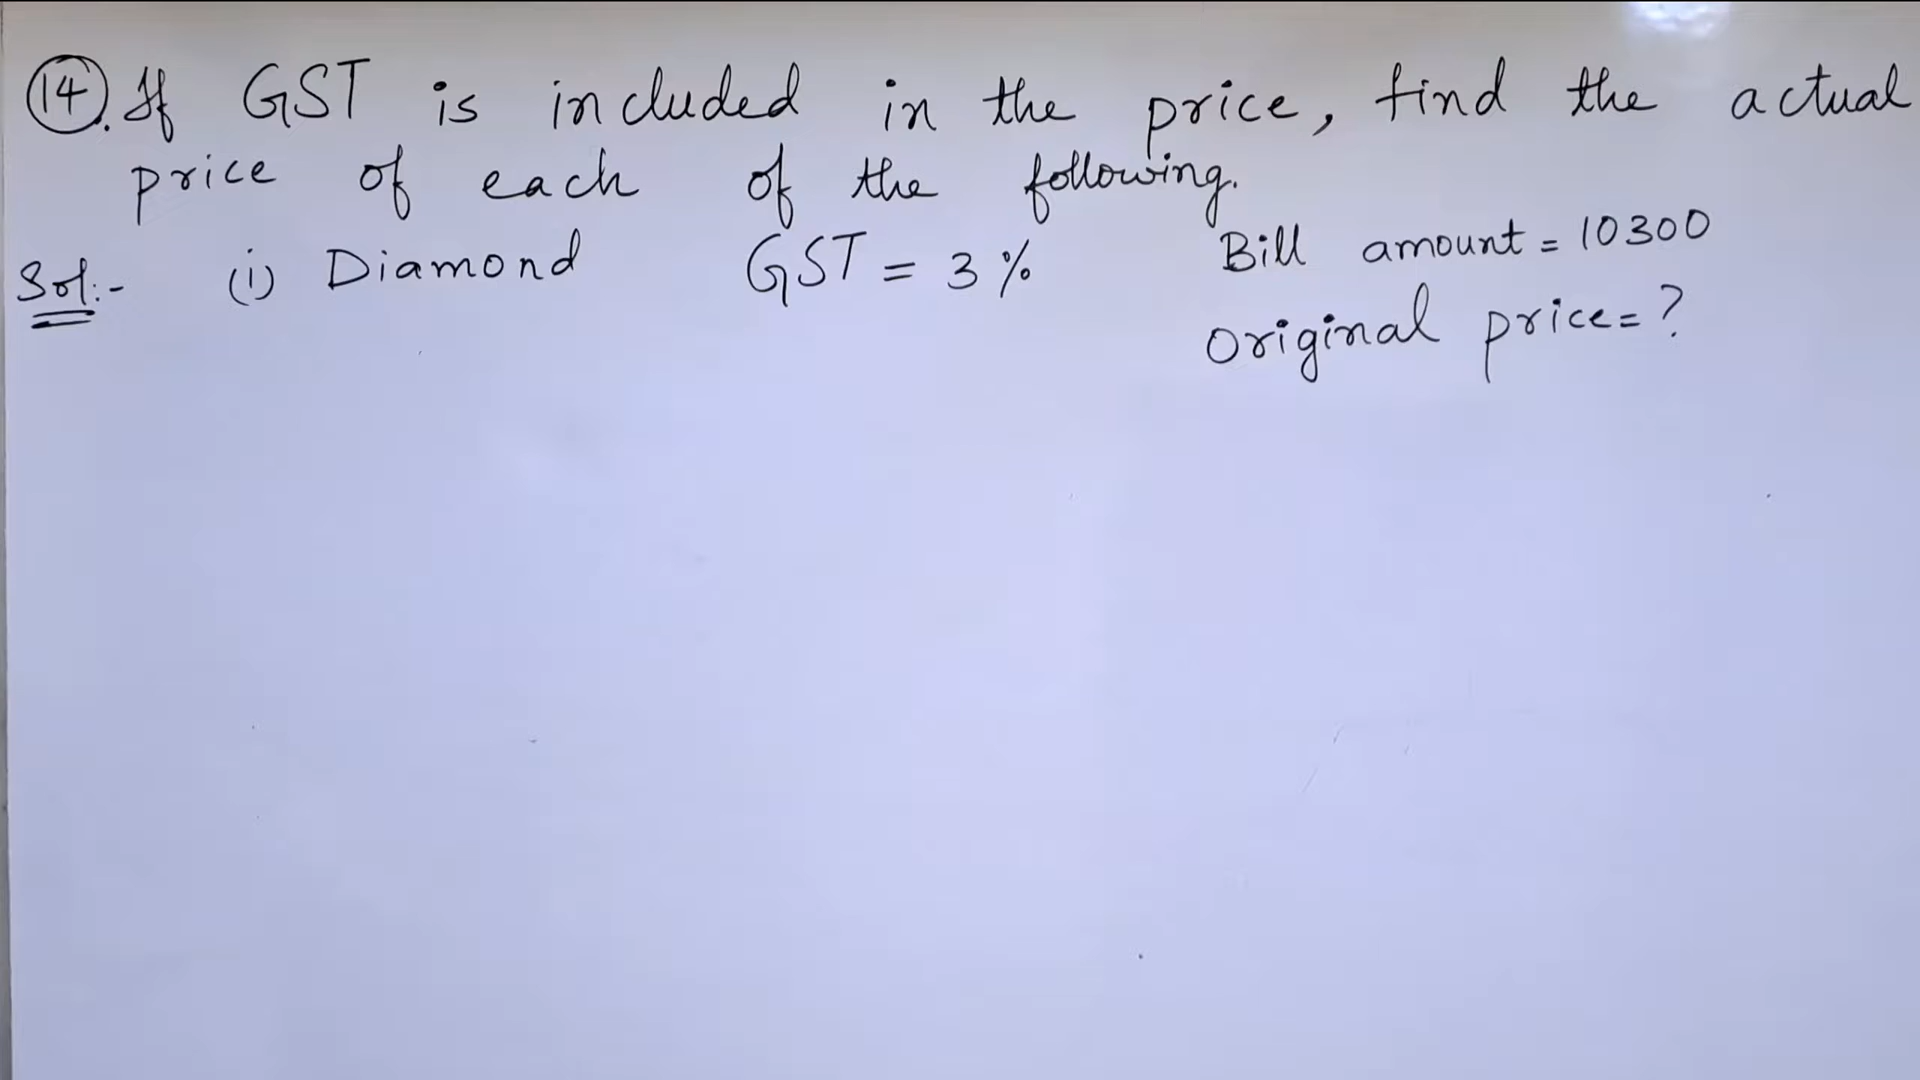 14. If GST is included in the price, find the actual
price of each of the following.
Sol:- (i) Diamond GST = 3% Bill amount = 10300
Original price = ?